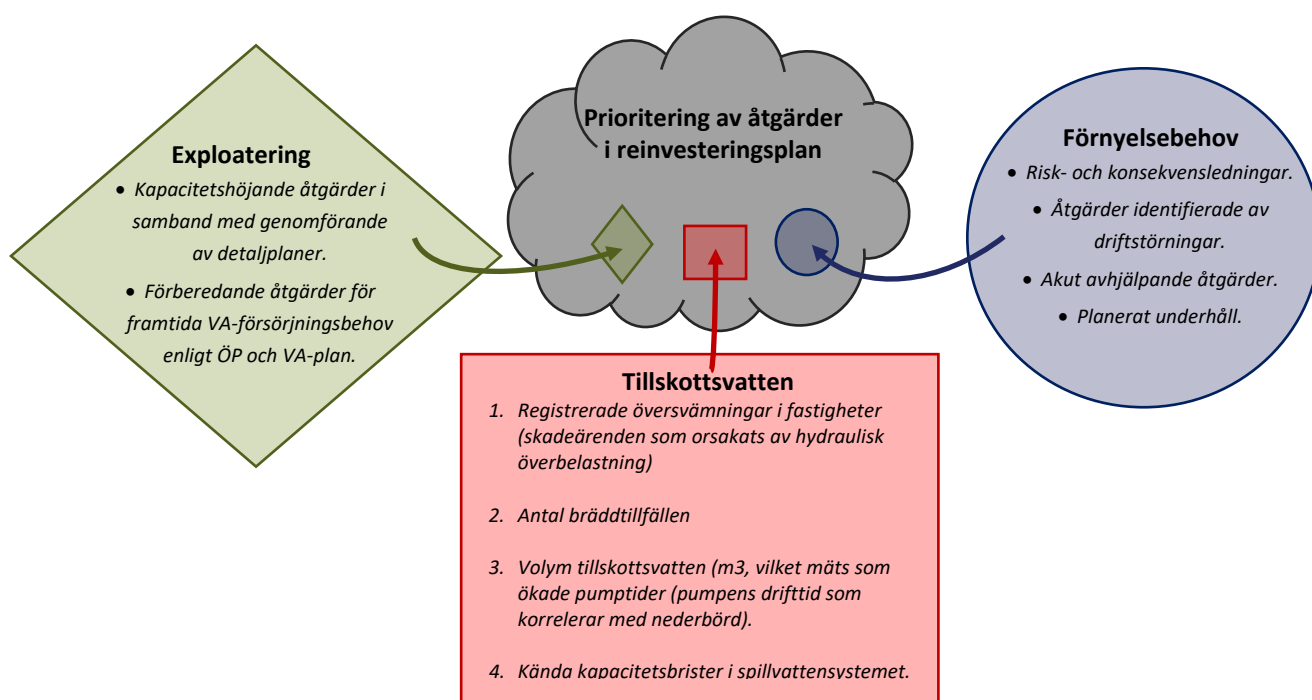 Prioritering av åtgärder
i reinvesteringsplan
Exploatering
• Kapacitetshöjande åtgärder i
samband med genomförande
av detaljplaner.
• Förberedande åtgärder för
framtida VA-försörjningsbehov
enligt ÖP och VA-plan.
Förnyelsebehov
• Risk- och konsekvensledningar.
• Åtgärder identifierade av
driftstörningar.
• Akut avhjälpande åtgärder.
• Planerat underhåll.
Tillskottsvatten
1. Registrerade översvämningar i fastigheter
(skadeärenden som orsakats av hydraulisk
överbelastning)
2. Antal bräddtillfällen
3. Volym tillskottsvatten (m3, vilket mäts som
ökade pumptider (pumpens drifttid som
korrelerar med nederbörd).
4. Kända kapacitetsbrister i spillvattensystemet.